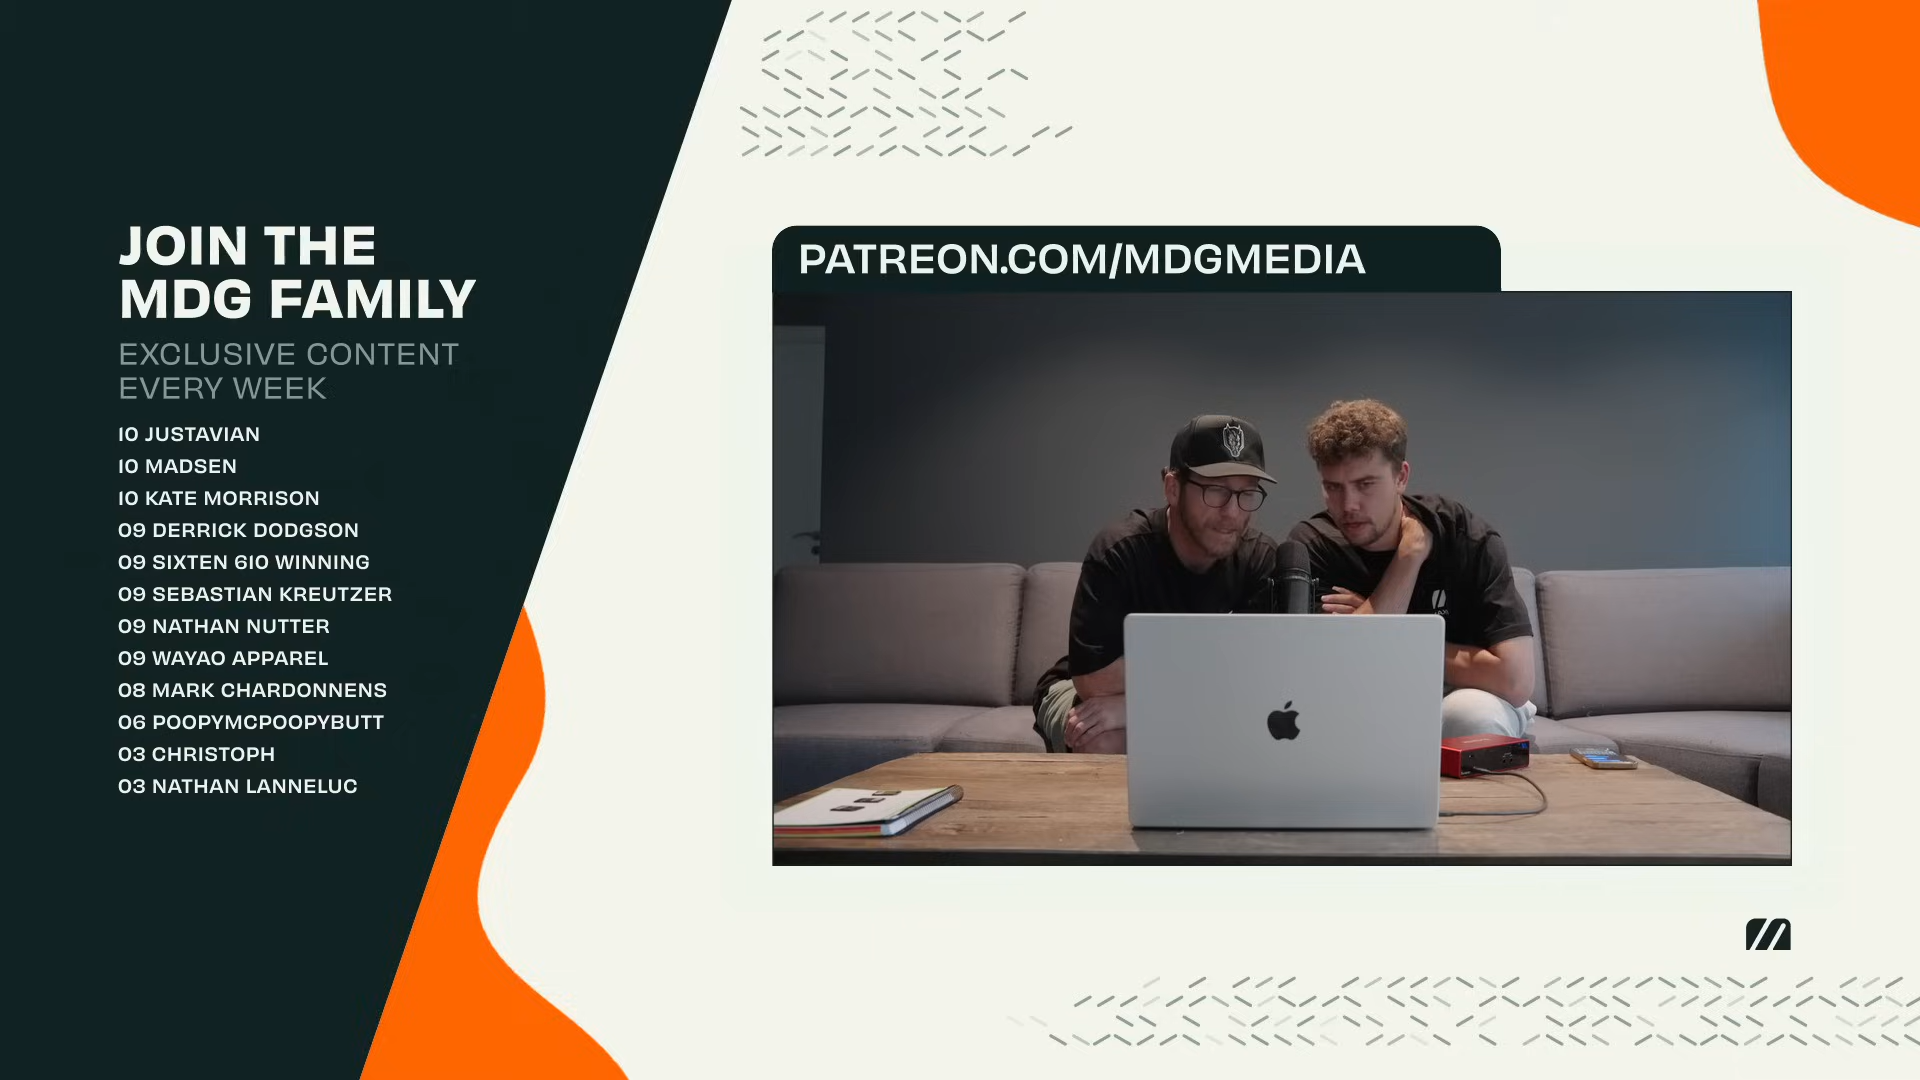 JOIN THE
MDG FAMILY
EXCLUSIVE CONTENT
EVERY WEEK
10 JUSTAVIAN
10 MADSEN
10 KATE MORRISON
09 DERRICK DODGSON
09 SIXTEN 610 WINNING
09 SEBASTIAN KREUTZER
09 NATHAN NUTTER
09 WAYAO APPAREL
08 MARK CHARDONNENS
06 POOPYMCPOOPYBUTT
03 CHRISTOPH
03 NATHAN LANNELUC
PATREON.COM/MDGMEDIA